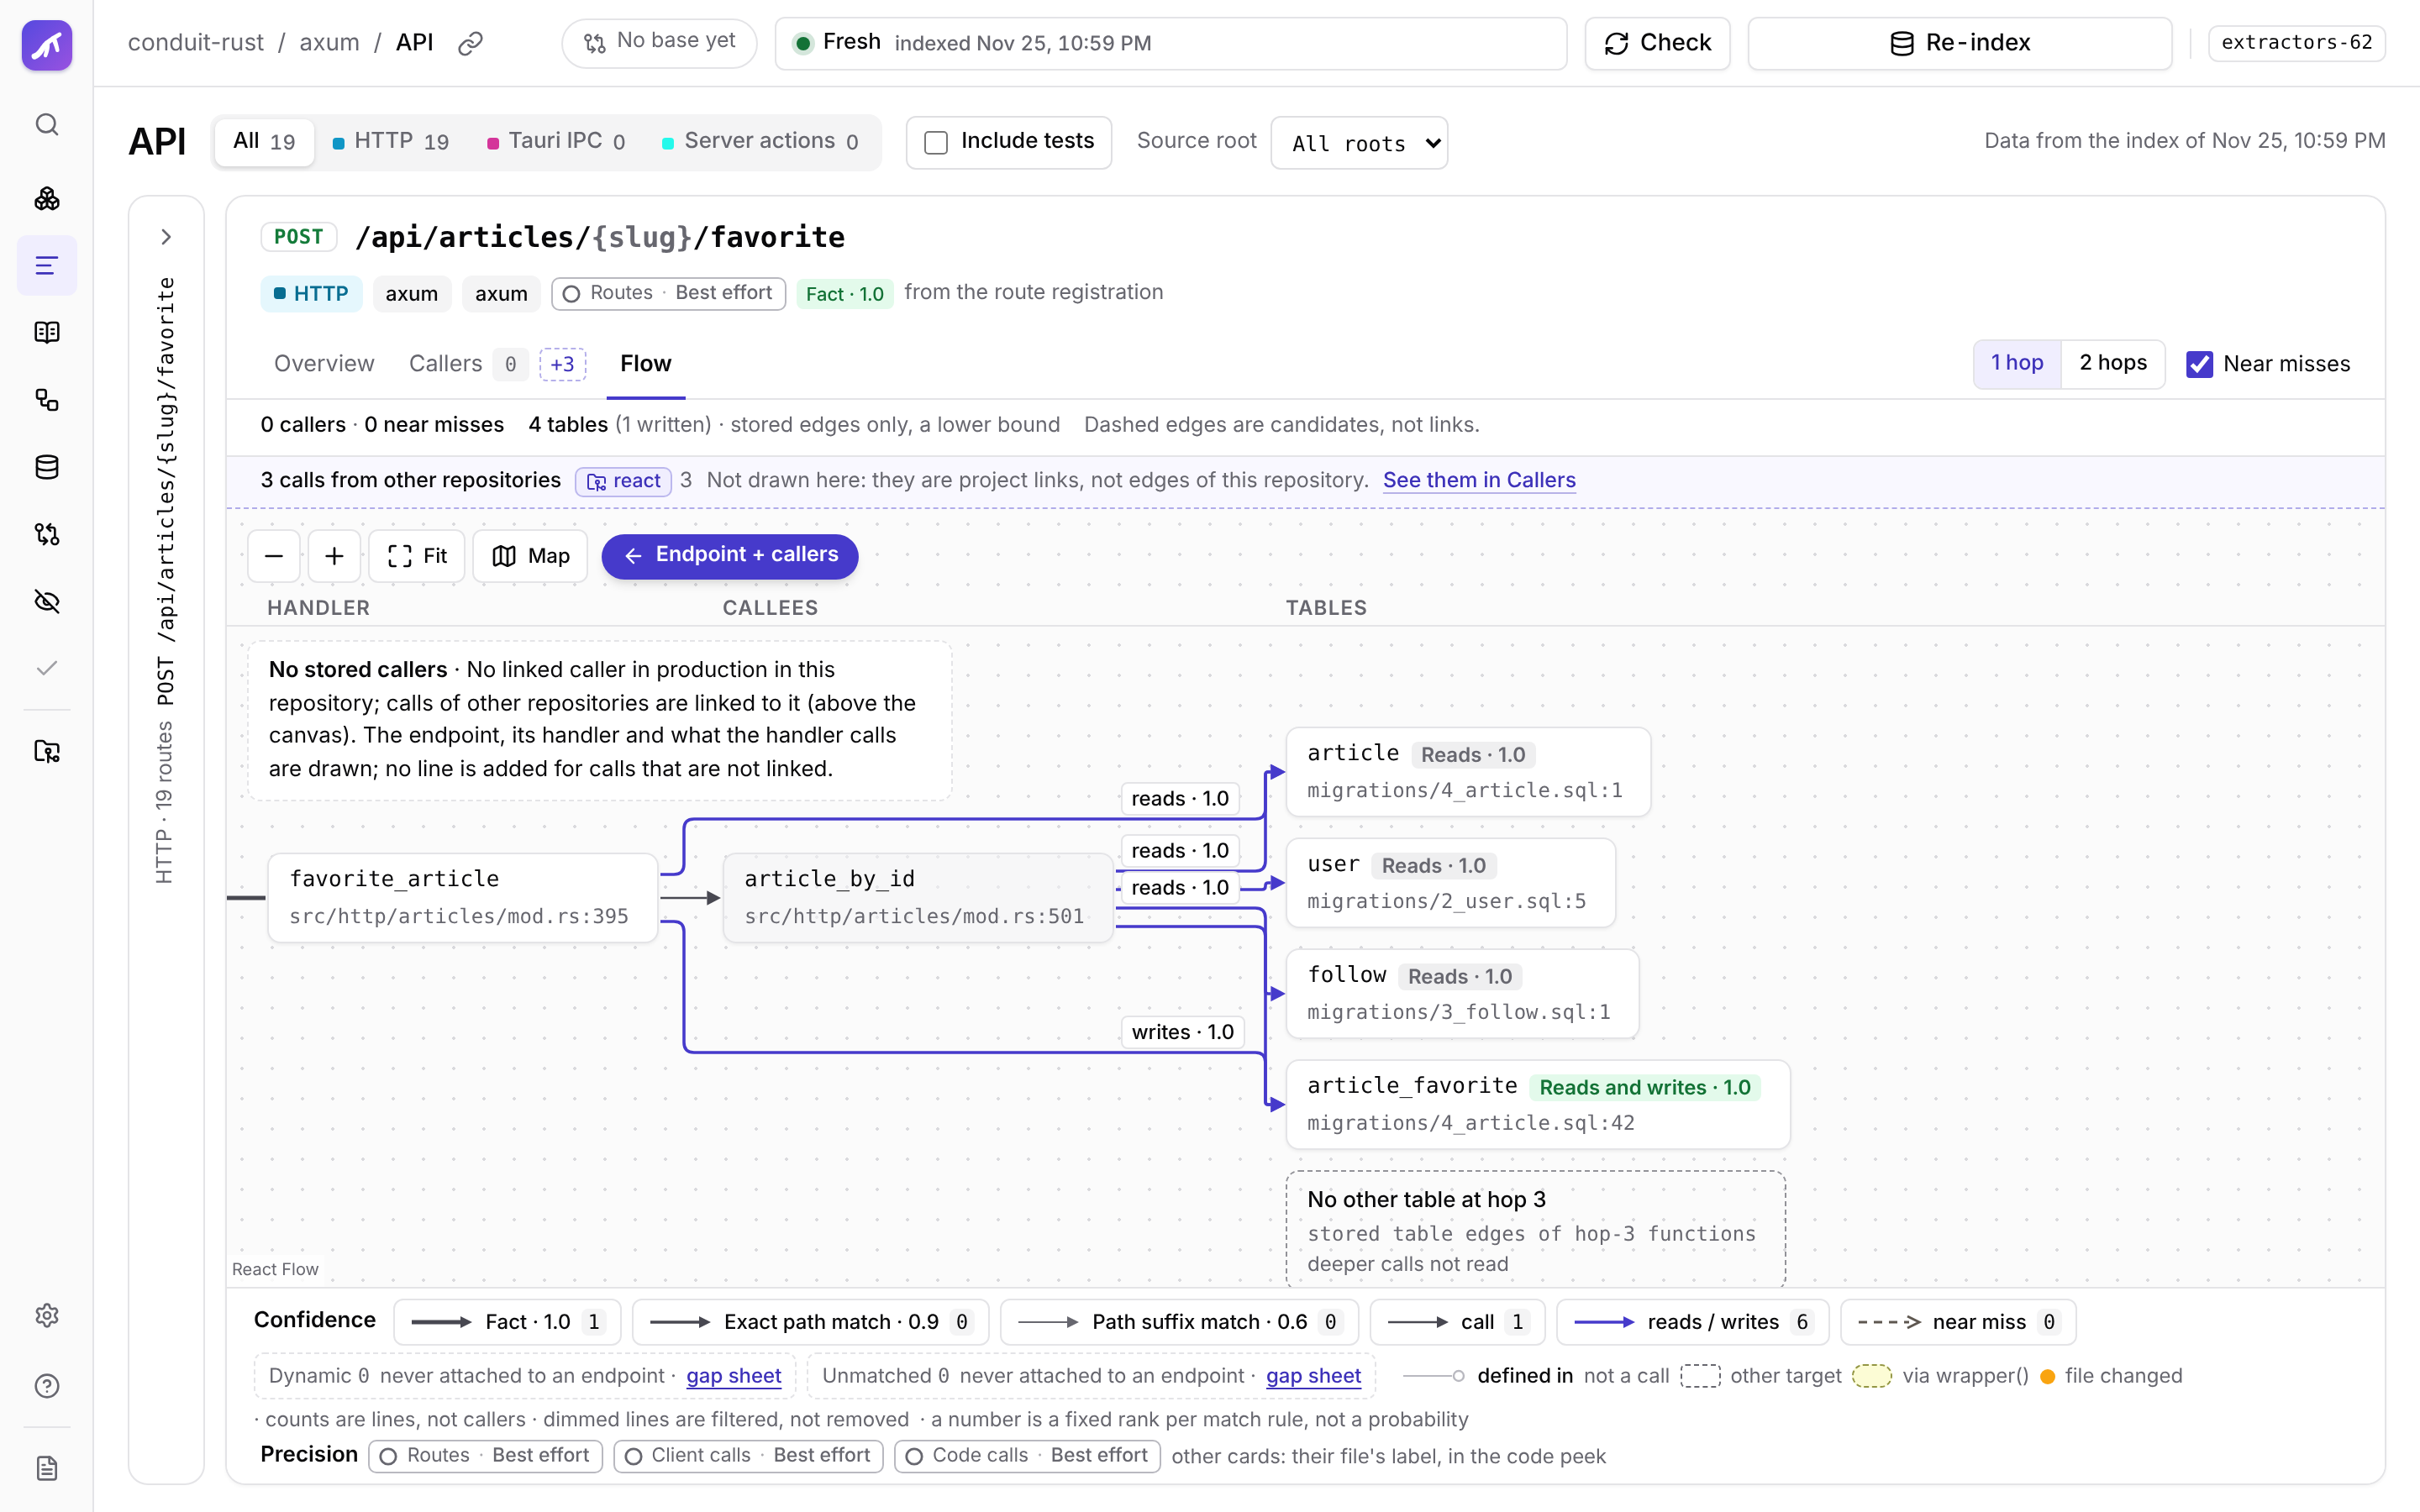 conduit-rust / axum / API
No base yet
Fresh indexed Nov 25, 10:59 PM
Check
Re-index
extractors-62
API
All 19
HTTP 19
Tauri IPC 0
Server actions 0
Include tests
Source root
All roots
Data from the index of Nov 25, 10:59 PM
HTTP · 19 routes POST /api/articles/{slug}/favorite
POST /api/articles/{slug}/favorite
HTTP
axum
axum
Routes · Best effort
Fact · 1.0
from the route registration
Overview
Callers 0 +3
Flow
1 hop
2 hops
Near misses
0 callers · 0 near misses 4 tables (1 written) · stored edges only, a lower bound Dashed edges are candidates, not links.
3 calls from other repositories react 3 Not drawn here: they are project links, not edges of this repository. See them in Callers
Fit
Map
Endpoint + callers
HANDLER
CALLEES
TABLES
No stored callers · No linked caller in production in this
repository; calls of other repositories are linked to it (above the
canvas). The endpoint, its handler and what the handler calls
are drawn; no line is added for calls that are not linked.
favorite_article
src/http/articles/mod.rs:395
article_by_id
src/http/articles/mod.rs:501
reads · 1.0
reads · 1.0
reads · 1.0
writes · 1.0
article Reads · 1.0
migrations/4_article.sql:1
user Reads · 1.0
migrations/2_user.sql:5
follow Reads · 1.0
migrations/3_follow.sql:1
article_favorite Reads and writes · 1.0
migrations/4_article.sql:42
No other table at hop 3
stored table edges of hop-3 functions
deeper calls not read
React Flow
Confidence
Fact · 1.0 1
Exact path match · 0.9 0
Path suffix match · 0.6 0
call 1
reads / writes 6
near miss 0
Dynamic 0 never attached to an endpoint · gap sheet
Unmatched 0 never attached to an endpoint · gap sheet
defined in not a call
other target
via wrapper()
file changed
· counts are lines, not callers · dimmed lines are filtered, not removed · a number is a fixed rank per match rule, not a probability
Precision
Routes · Best effort
Client calls · Best effort
Code calls · Best effort
other cards: their file's label, in the code peek